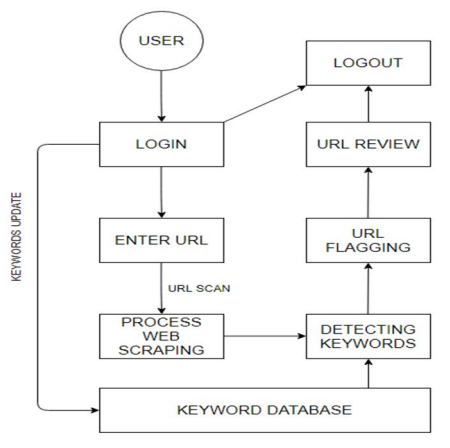 USER
LOGOUT
LOGIN
URL REVIEW
KEYWORDS UPDATE
ENTER URL
URL
FLAGGING
URL SCAN
PROCESS
WEB
SCRAPING
DETECTING
KEYWORDS
KEYWORD DATABASE